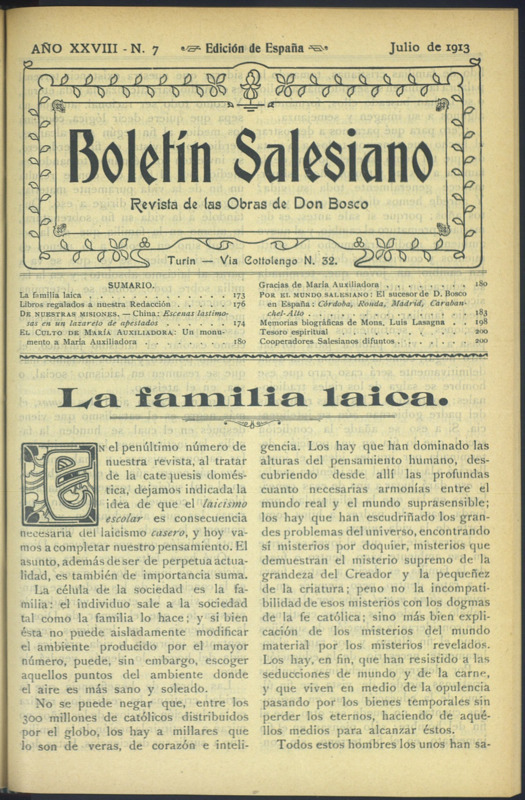 AÑO XXVIII - N. 7 Edición de España Julio de 1913
Boletín Salesiano
Revista de las Obras de Don Bosco
Turín — Via Cottolengo N. 32.
SUMARIO.
La familia laica . . . . . . . 173
Libros regalados a nuestra Redacción . . . . 176
DE NUESTRAS MISIONES. — China: Escenas lastimo-
sas en un lazareto de apestados . . . . 174
EL CULTO DE MARÍA AUXILIADORA: Un monu-
mento a María Auxiliadora . . . . . 180
Gracias de María Auxiliadora . . . . . 180
POR EL MUNDO SALESIANO: El sucesor de D. Bosco
en España: Córdoba, Ronda, Madrid, Caraban-
chel-Alto . . . . . . . 183
Memorias biográficas de Mons. Luis Lasagna . . 198
Tesoro espiritual . . . . . . 200
Cooperadores Salesianos difuntos . . . . 200
La familia laica.
EN el penúltimo número de
nuestra revista, al tratar
de la catequesis domés-
tica, dejamos indicada la
idea de que el laicismo
escolar es consecuencia
necesaria del laicismo casero, y hoy va-
mos a completar nuestro pensamiento. El
asunto, además de ser de perpetua actua-
lidad, es también de importancia suma.
La célula de la sociedad es la fa-
milia: el individuo sale a la sociedad
tal como la familia lo hace; y si bien
ésta no puede aisladamente modificar
el ambiente producido por el mayor
número, puede, sin embargo, escoger
aquellos puntos del ambiente donde
el aire es más sano y soleado.
No se puede negar que, entre los
300 millones de católicos distribuidos
por el globo, los hay a millares que
lo son de veras, de corazón e inteli-
gencia. Los hay que han dominado las
alturas del pensamiento humano, des-
cubriendo desde allí las profundas
cuanto necesarias armonías entre el
mundo real y el mundo suprasensible;
los hay que han escudriñado los gran-
des problemas del universo, encontrando
sí misterios por doquier, misterios que
demuestran el misterio supremo de la
grandeza del Creador y la pequeñez
de la criatura; peno no la incompati-
bilidad de esos misterios con los dogmas
de la fe católica; sino más bien expli-
cación de los misterios del mundo
material por los misterios revelados.
Los hay, en fin, que han resistido a las
seducciones de mundo y de la carne,
y que viven en medio de la opulencia
pasando por los bienes temporales sin
perder los eternos, haciendo de aqué-
llos medios para alcanzar éstos.
Todos estos hombres los unos han sa-